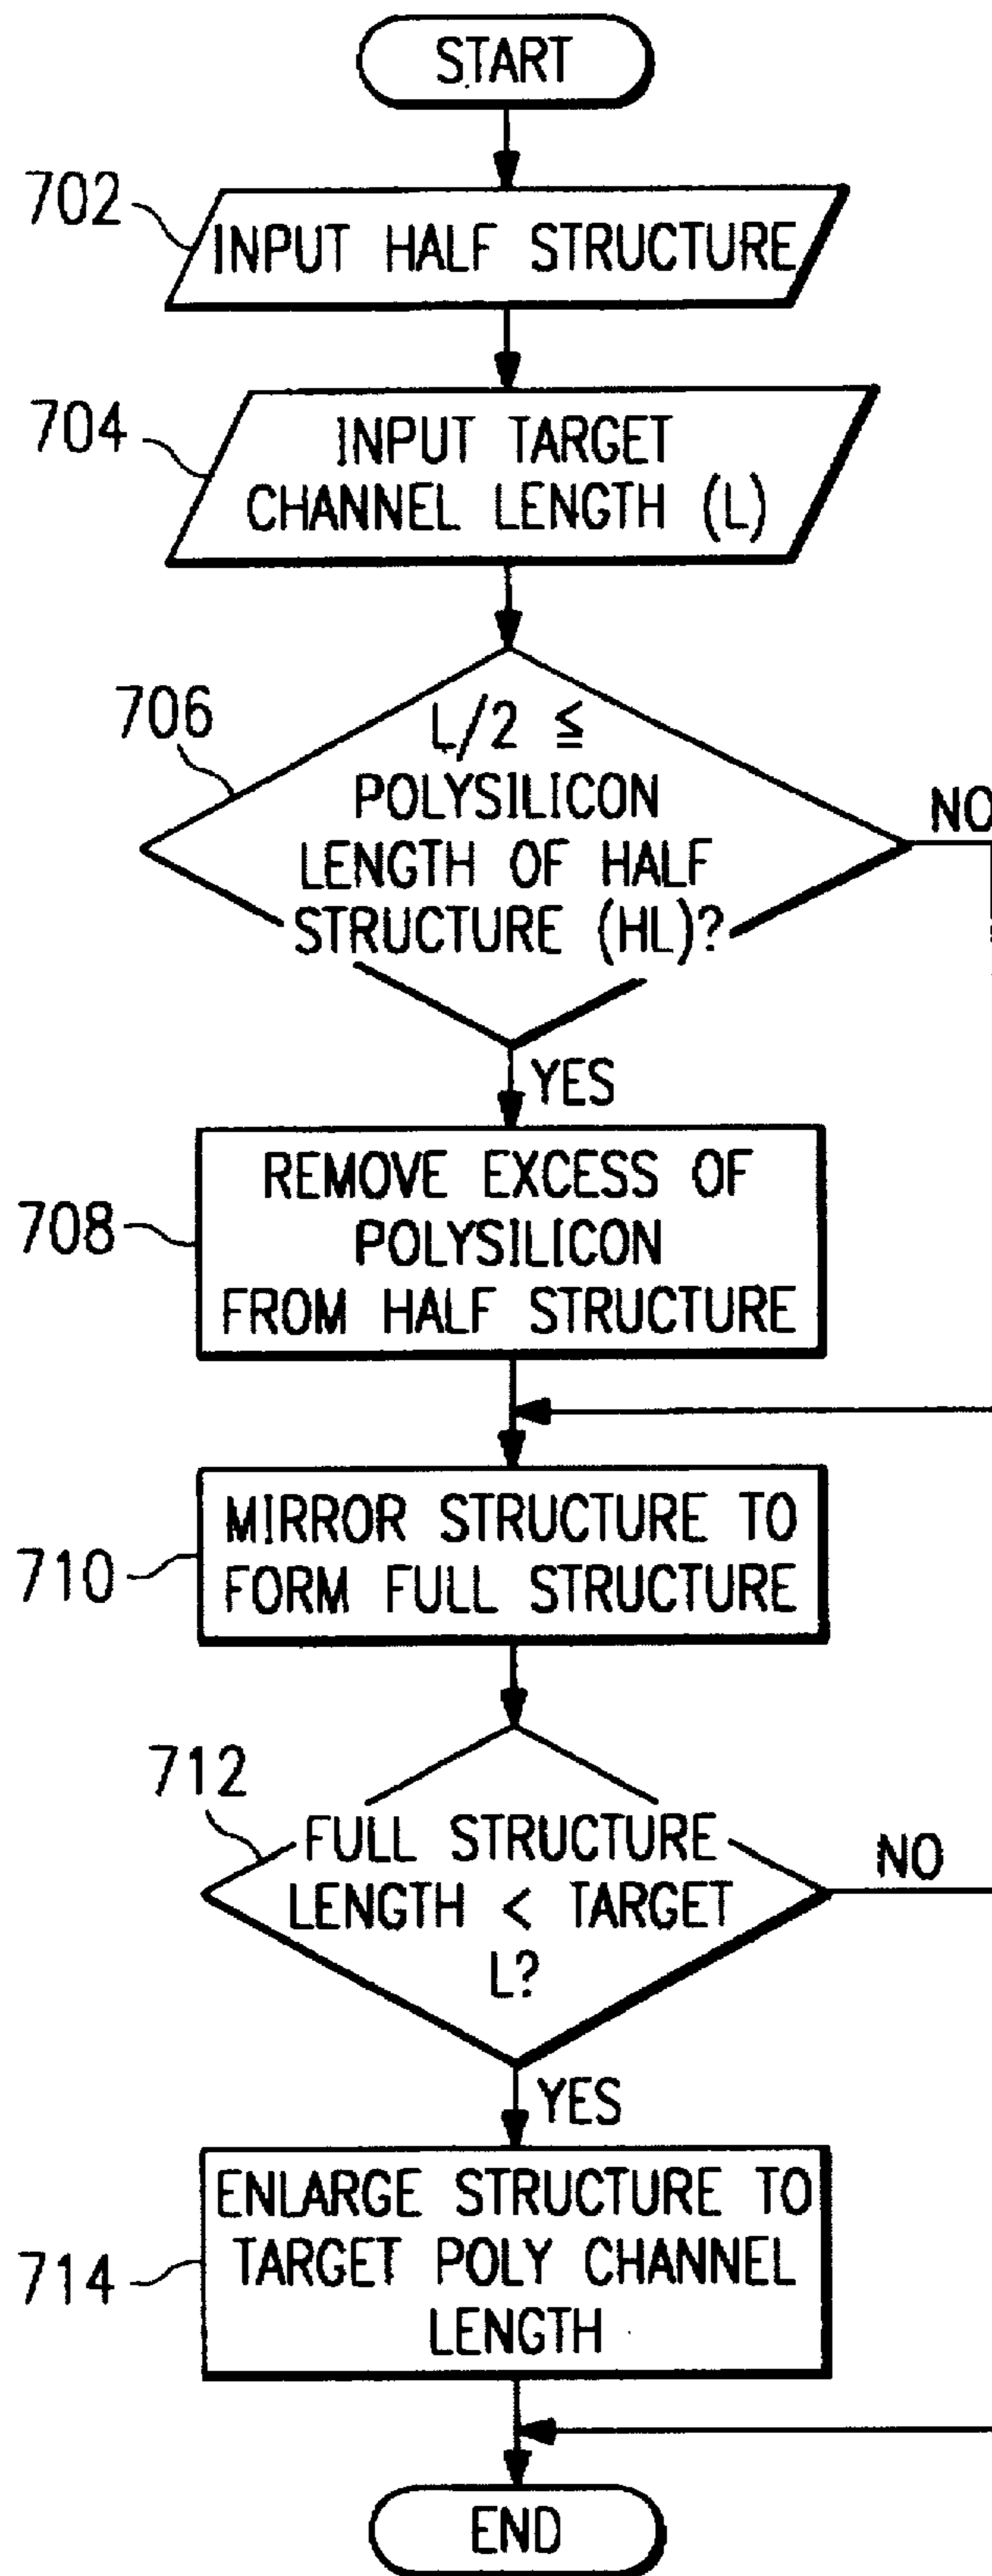 START
702
INPUT HALF STRUCTURE
704
INPUT TARGET
CHANNEL LENGTH (L)
706
L/2 ≦
POLYSILICON
LENGTH OF HALF
STRUCTURE (HL)?
NO
YES
708
REMOVE EXCESS OF
POLYSILICON
FROM HALF STRUCTURE
710
MIRROR STRUCTURE TO
FORM FULL STRUCTURE
712
FULL STRUCTURE
LENGTH < TARGET
L?
NO
YES
714
ENLARGE STRUCTURE TO
TARGET POLY CHANNEL
LENGTH
END